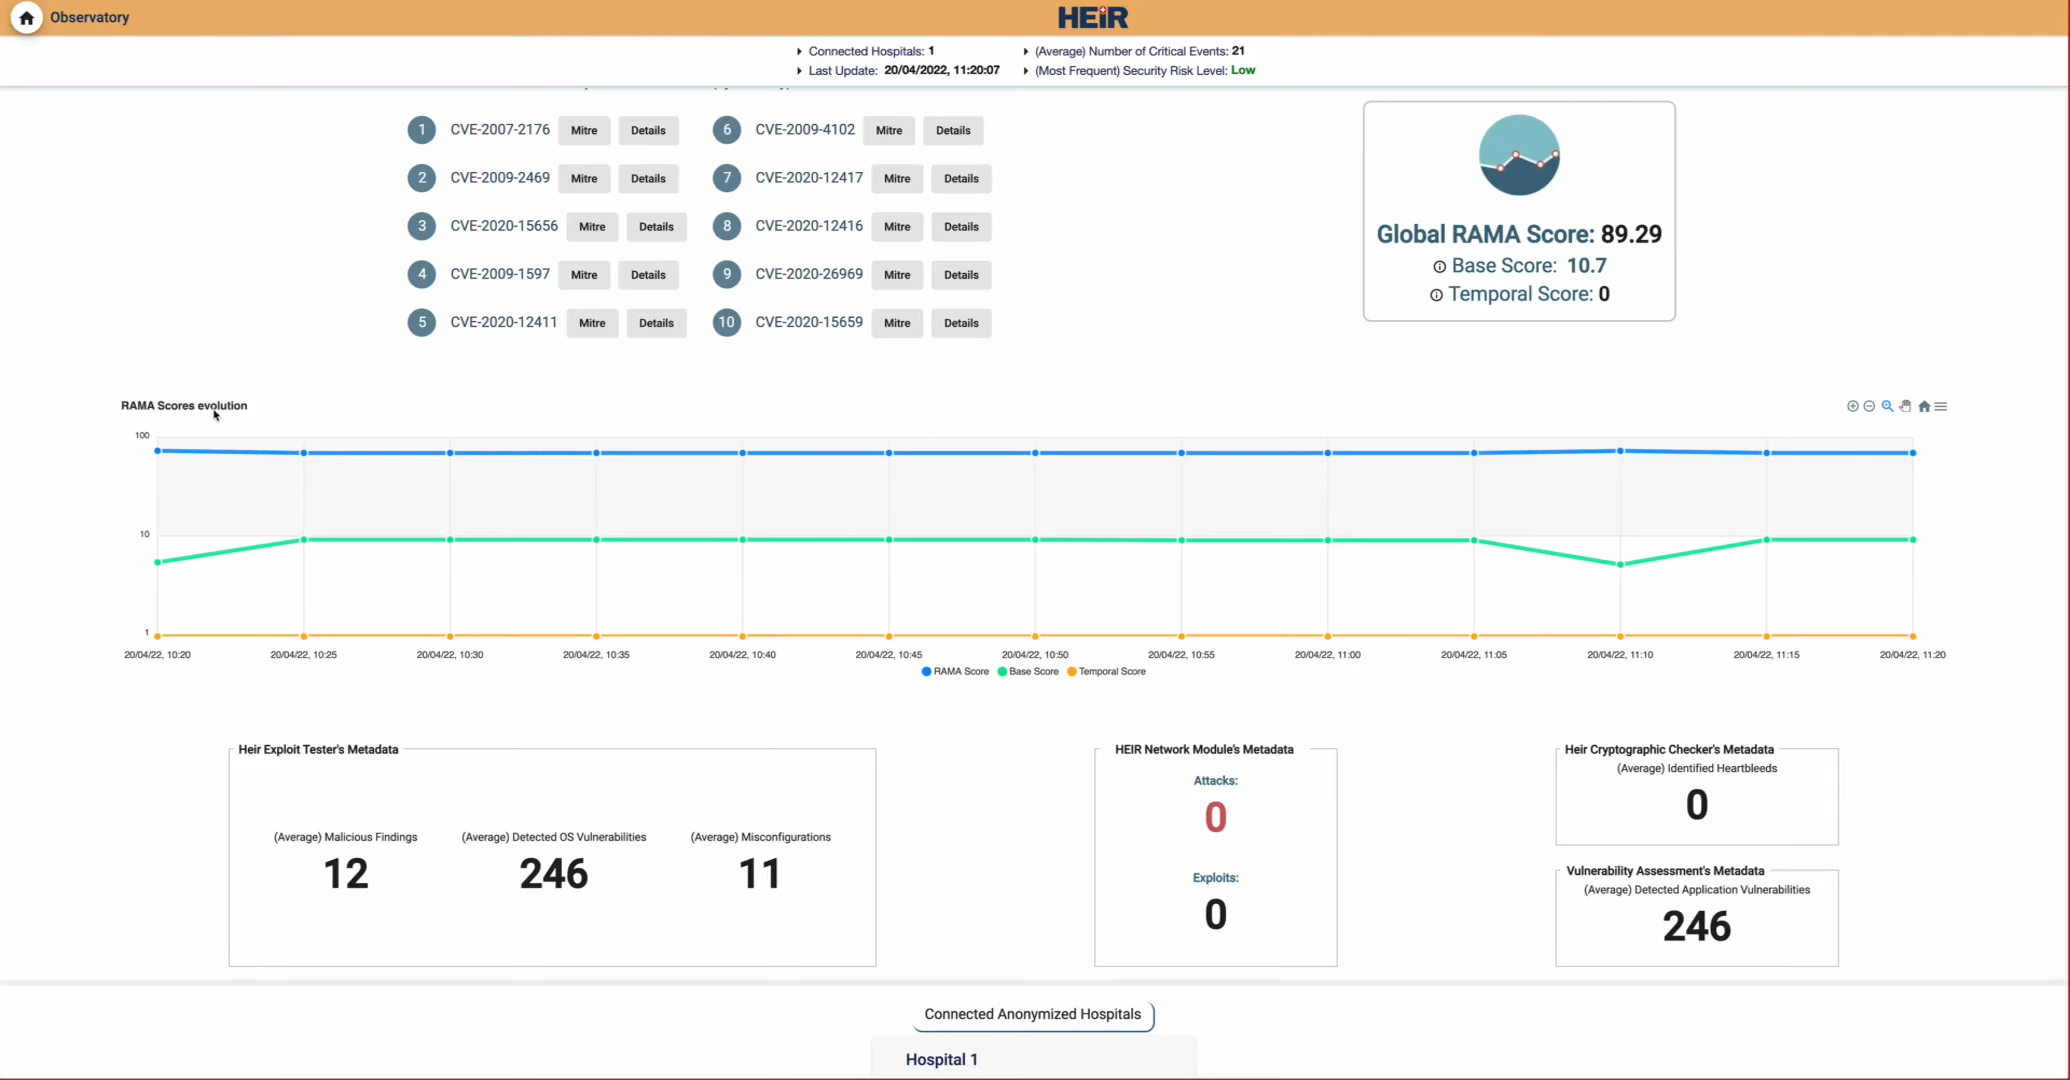 Observatory
HEiR
Connected Hospitals: 1
(Average) Number of Critical Events: 21
Last Update: 20/04/2022, 11:20:07
(Most Frequent) Security Risk Level: Low
1 CVE-2007-2176 Mitre Details
6 CVE-2009-4102 Mitre Details
2 CVE-2009-2469 Mitre Details
7 CVE-2020-12417 Mitre Details
3 CVE-2020-15656 Mitre Details
8 CVE-2020-12416 Mitre Details
4 CVE-2009-1597 Mitre Details
9 CVE-2020-26969 Mitre Details
5 CVE-2020-12411 Mitre Details
10 CVE-2020-15659 Mitre Details
Global RAMA Score: 89.29
Base Score: 10.7
Temporal Score: 0
RAMA Scores evolution
100
10
1
20/04/22, 10:20
20/04/22, 10:25
20/04/22, 10:30
20/04/22, 10:35
20/04/22, 10:40
20/04/22, 10:45
20/04/22, 10:50
20/04/22, 10:55
20/04/22, 11:00
20/04/22, 11:05
20/04/22, 11:10
20/04/22, 11:15
20/04/22, 11:20
RAMA Score Base Score Temporal Score
Heir Exploit Tester's Metadata
(Average) Malicious Findings
12
(Average) Detected OS Vulnerabilities
246
(Average) Misconfigurations
11
HEIR Network Module's Metadata
Attacks:
0
Exploits:
0
Heir Cryptographic Checker's Metadata
(Average) Identified Heartbleeds
0
Vulnerability Assessment's Metadata
(Average) Detected Application Vulnerabilities
246
Connected Anonymized Hospitals
Hospital 1